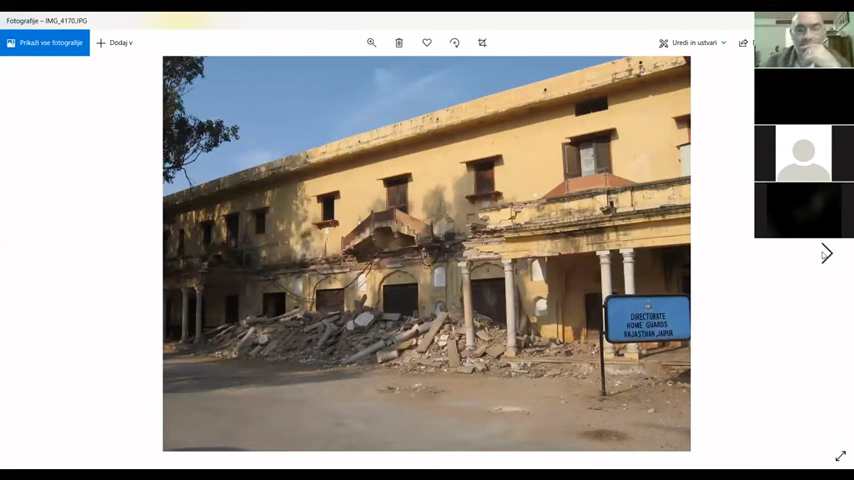 Fotografije – IMG_4170.JPG
Prikaži vse fotografije
Dodaj v
Uredi in ustvari
DIRECTORATE
HOME GUARDS
RAJASTHAN, JAIPUR